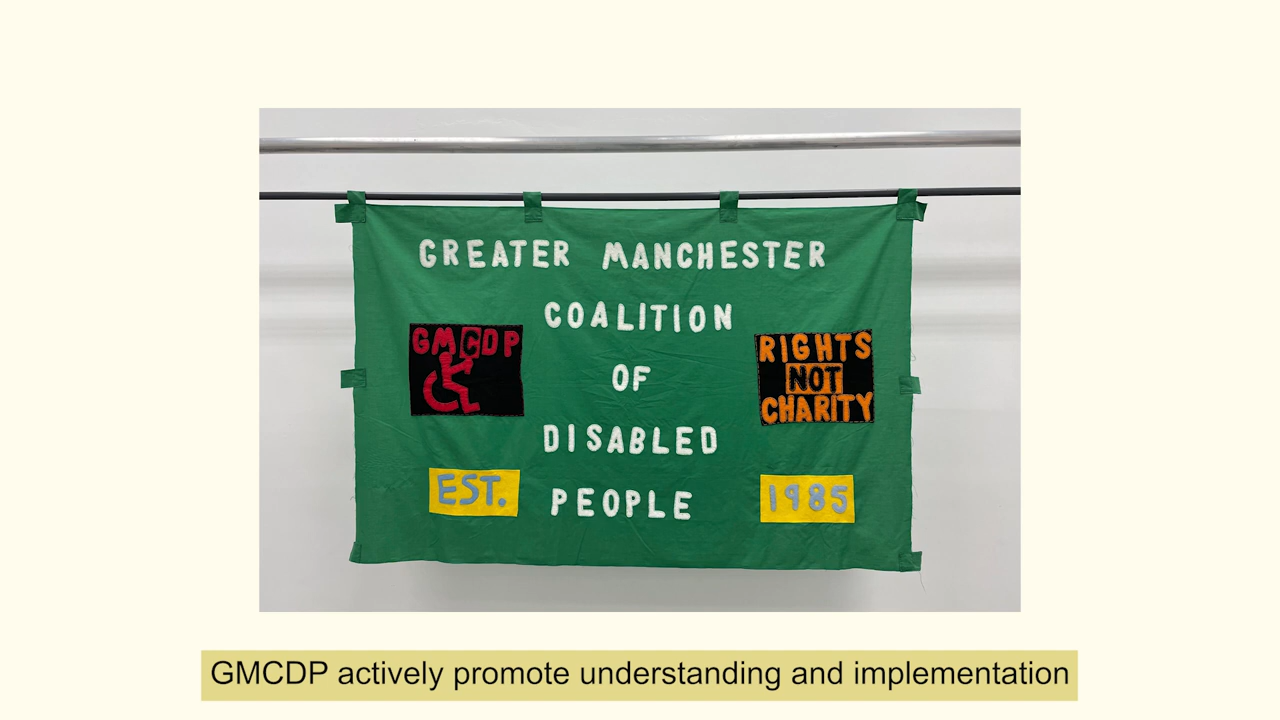 GREATER MANCHESTER
COALITION
OF
DISABLED
PEOPLE
GMCDP
RIGHTS
NOT
CHARITY
EST.
1985
GMCDP actively promote understanding and implementation